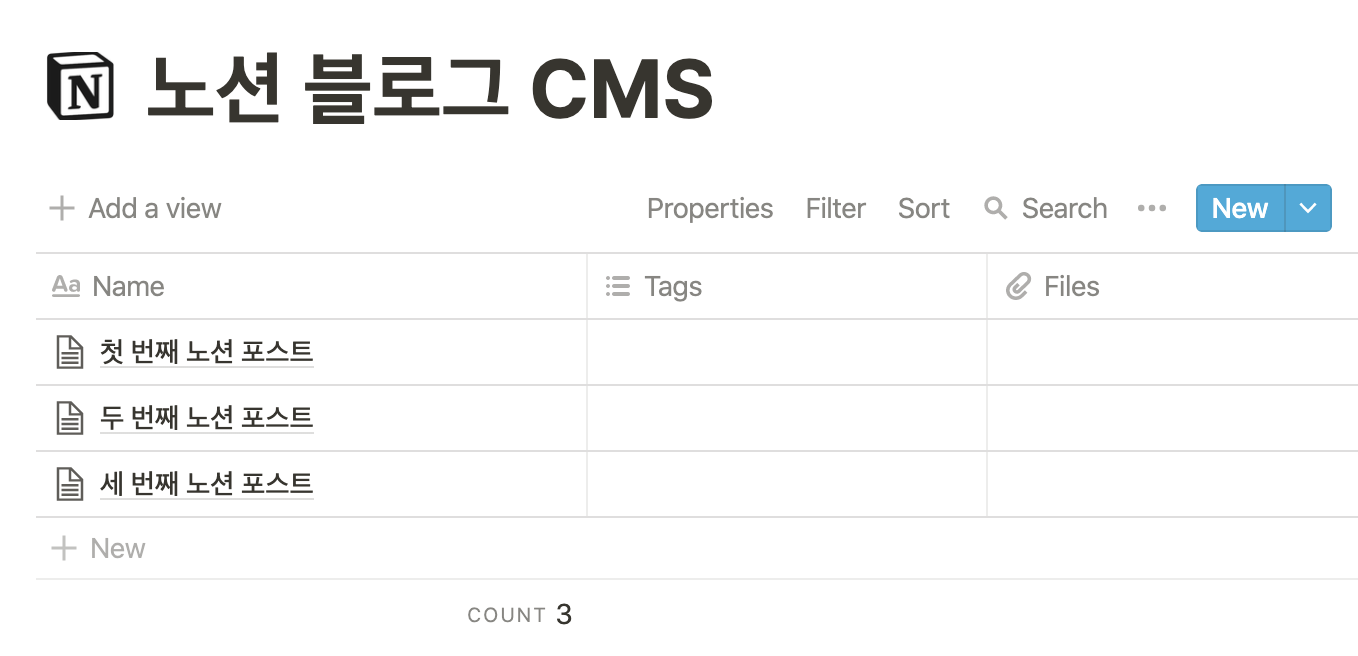 N 노션 블로그 CMS
Add a view Properties Filter Sort Search New
Aa Name Tags Files
첫 번째 노션 포스트
두 번째 노션 포스트
세 번째 노션 포스트
New
COUNT 3